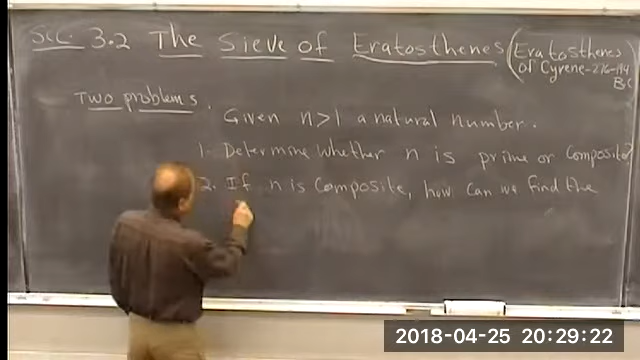 Sec. 3.2 The Sieve of Eratosthenes (Eratosthenes
of Cyrene-276-194
BC
Two problems.
Given n>1 a natural number.
1. Determine whether n is prime or composite?
2. If n is composite, how can we find the
2018-04-25 20:29:22